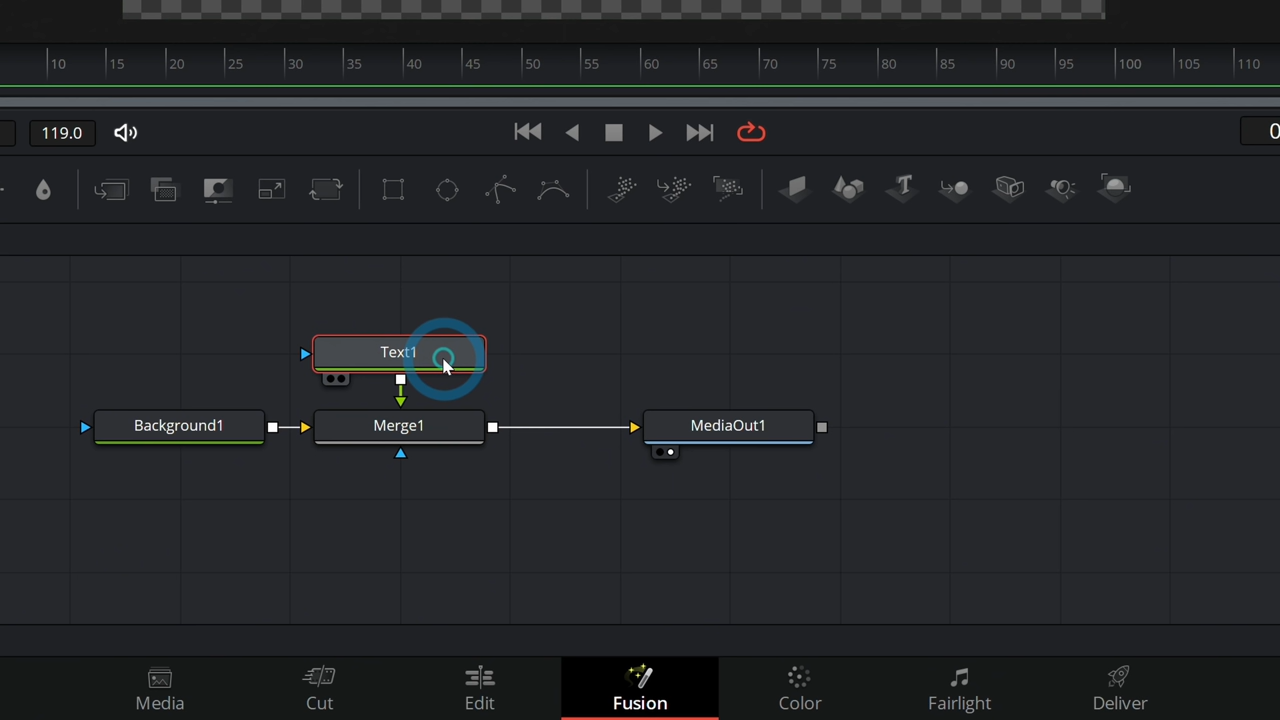 10 15 20 25 30 35 40 45 50 55 60 65 70 75 80 85 90 95 100 105 110
119.0 0
T
Text1
Background1 Merge1 MediaOut1
Media Cut Edit Fusion Color Fairlight Deliver